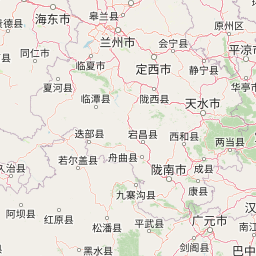 海东市
皋兰县
原州区
兰州市
会宁县
平凉市
同仁市
临夏市
定西市
静宁县
夏河县
华亭市
临潭县
陇西县
天水市
迭部县
宕昌县
西和县
两当县
久治县
若尔盖县
舟曲县
陇南市
成县
康县
九寨沟县
阿坝县
红原县
松潘县
平武县
广元市
南江县
黑水县
剑阁县
巴中市